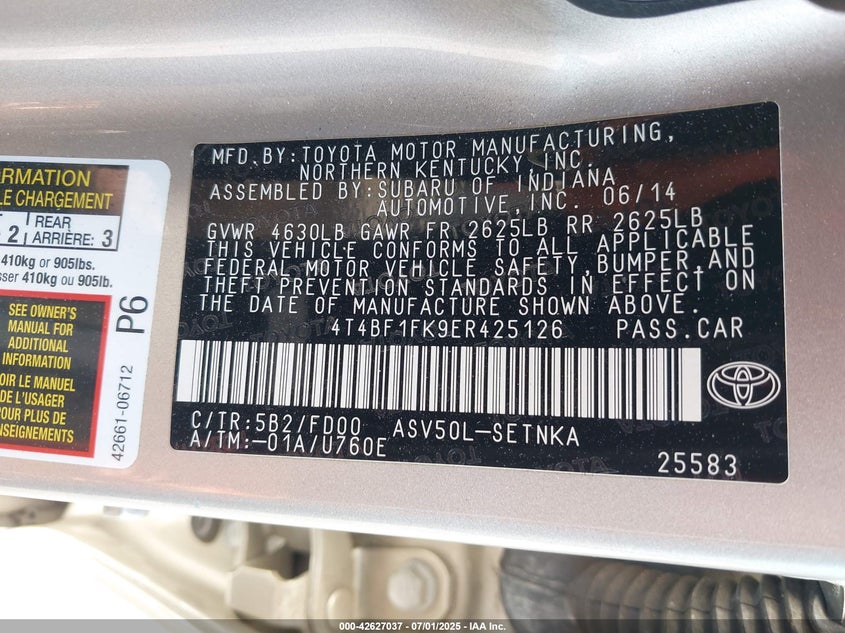 ORMATION
LE CHARGEMENT
2
REAR
ARRIÈRE: 3
410kg or 905lbs.
sser 410kg ou 905lb.
SEE OWNER'S
MANUAL FOR
ADDITIONAL
INFORMATION
OIR LE MANUEL
DE L'USAGER
POUR PLUS DE
P6
42661-06712
MFD.BY:TOYOTA MOTOR MANUFACTURING,
NORTHERN KENTUCKY,INC.
ASSEMBLED BY:SUBARU OF INDIANA
AUTOMOTIVE,INC. 06/14
GVWR 4630LB GAWR FR 2625LB RR 2625LB
THIS VEHICLE CONFORMS TO ALL APPLICABLE
FEDERAL MOTOR VEHICLE SAFETY,BUMPER,AND
THEFT PREVENTION STANDARDS IN EFFECT ON
THE DATE OF MANUFACTURE SHOWN ABOVE.
4T4BF1FK9ER425126 PASS.CAR
C/TR:5B2/FD00 ASV50L-SETNKA
A/TM:-01A/U760E
25583
000-42627037 - 07/01/2025 - IAA Inc.